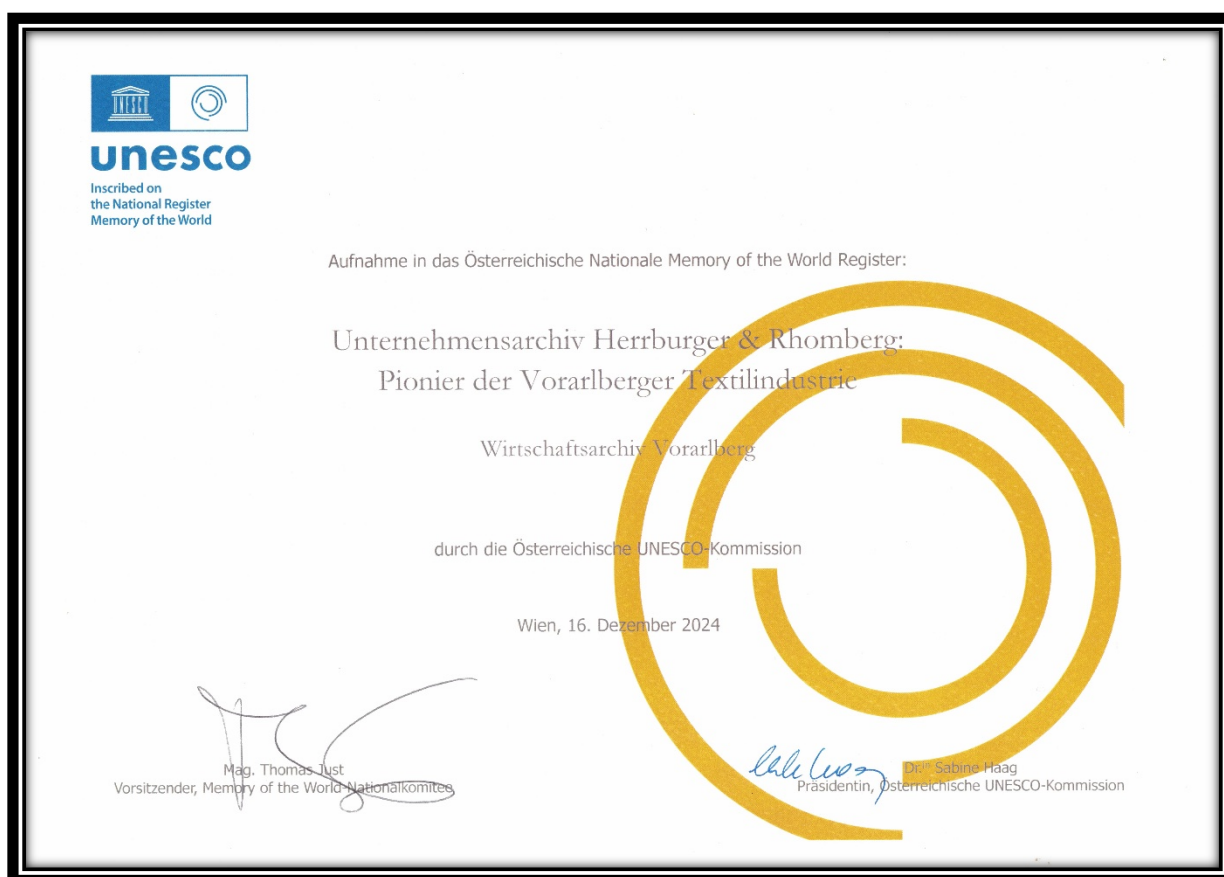 UNESCO
unesco
Inscribed on
the National Register
Memory of the World
Aufnahme in das Österreichische Nationale Memory of the World Register:
Unternehmensarchiv Herrburger & Rhomberg:
Pionier der Vorarlberger Textilindustrie
Wirtschaftsarchiv Vorarlberg
durch die Österreichische UNESCO-Kommission
Wien, 16. Dezember 2024
Mag. Thomas Just
Vorsitzender, Memory of the World-Nationalkomitee
Dr.ⁱⁿ Sabine Haag
Präsidentin, Österreichische UNESCO-Kommission